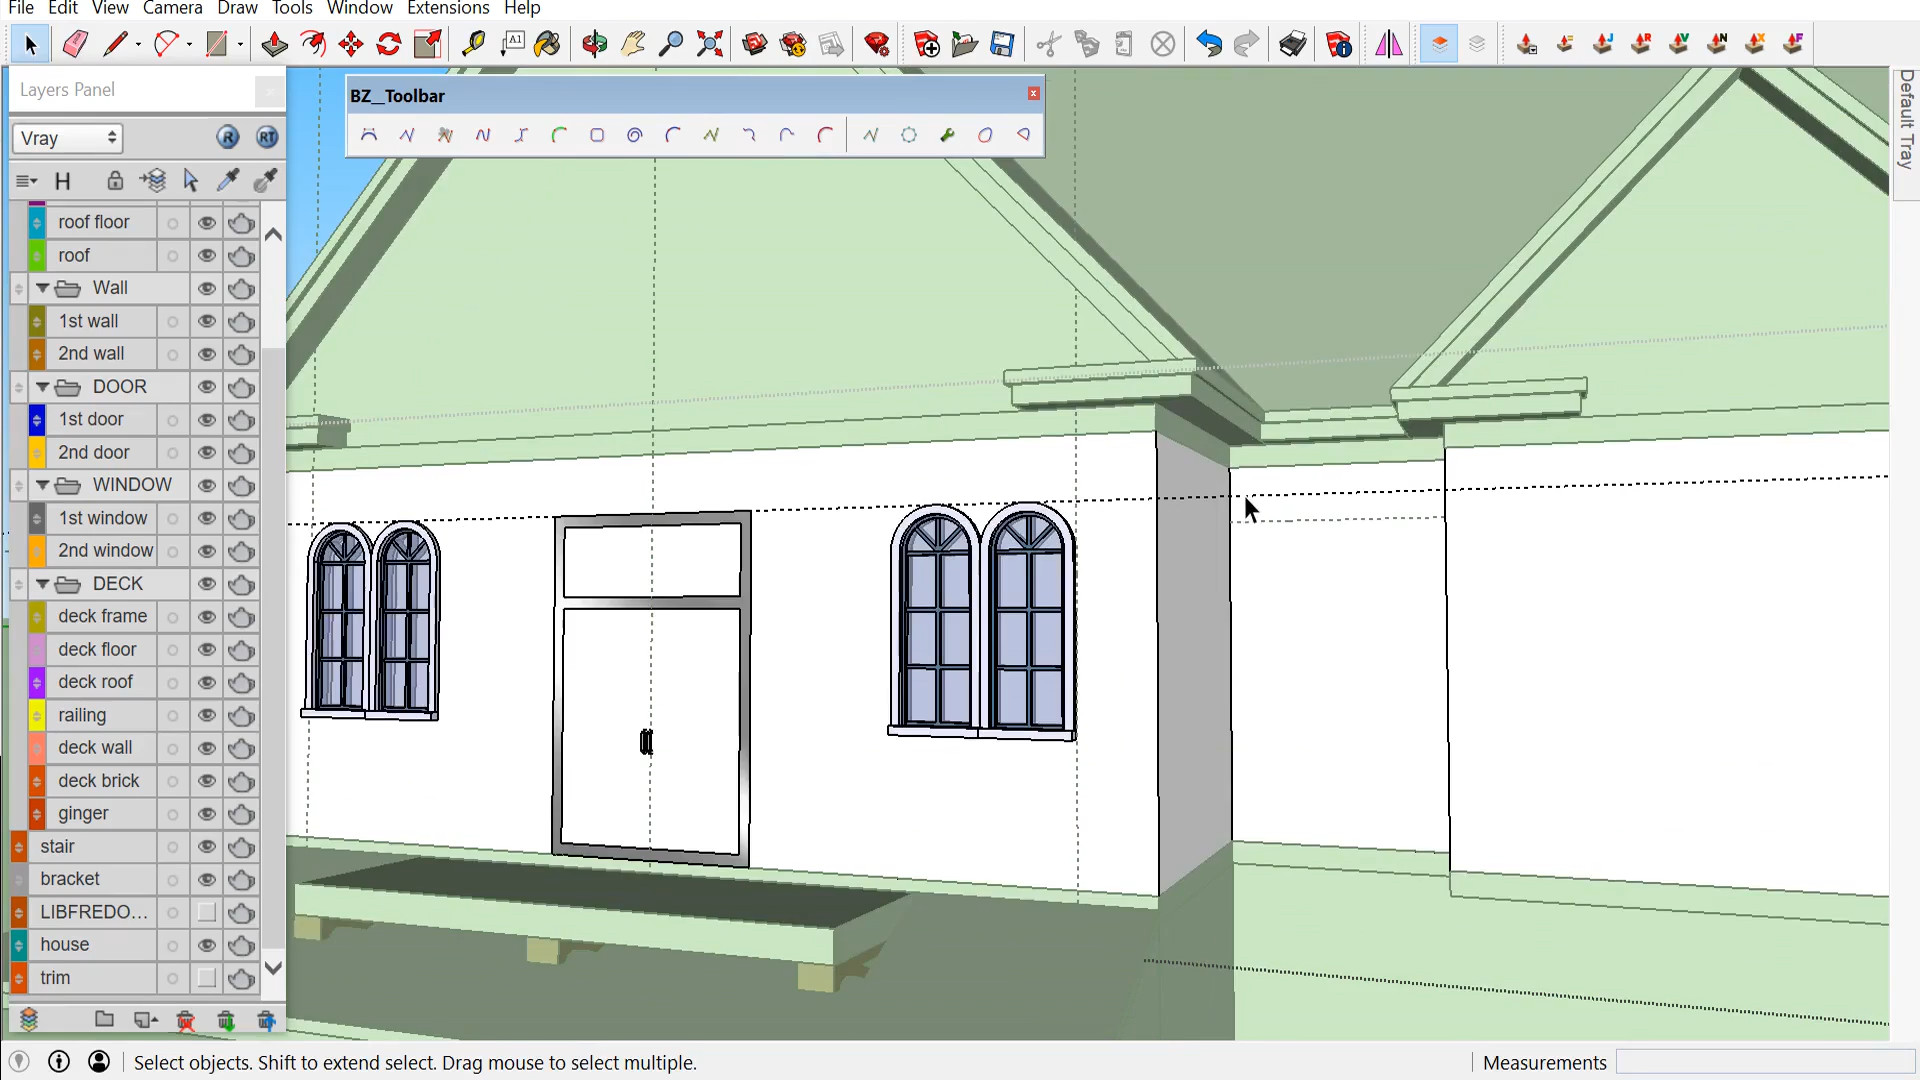 File Edit View Camera Draw Tools Window Extensions Help
A1
Default Tray
Layers Panel
BZ__Toolbar
Vray
R RT
H
roof floor
roof
Wall
1st wall
2nd wall
DOOR
1st door
2nd door
WINDOW
1st window
2nd window
DECK
deck frame
deck floor
deck roof
railing
deck wall
deck brick
ginger
stair
bracket
LIBFREDO...
house
trim
Select objects. Shift to extend select. Drag mouse to select multiple.
Measurements